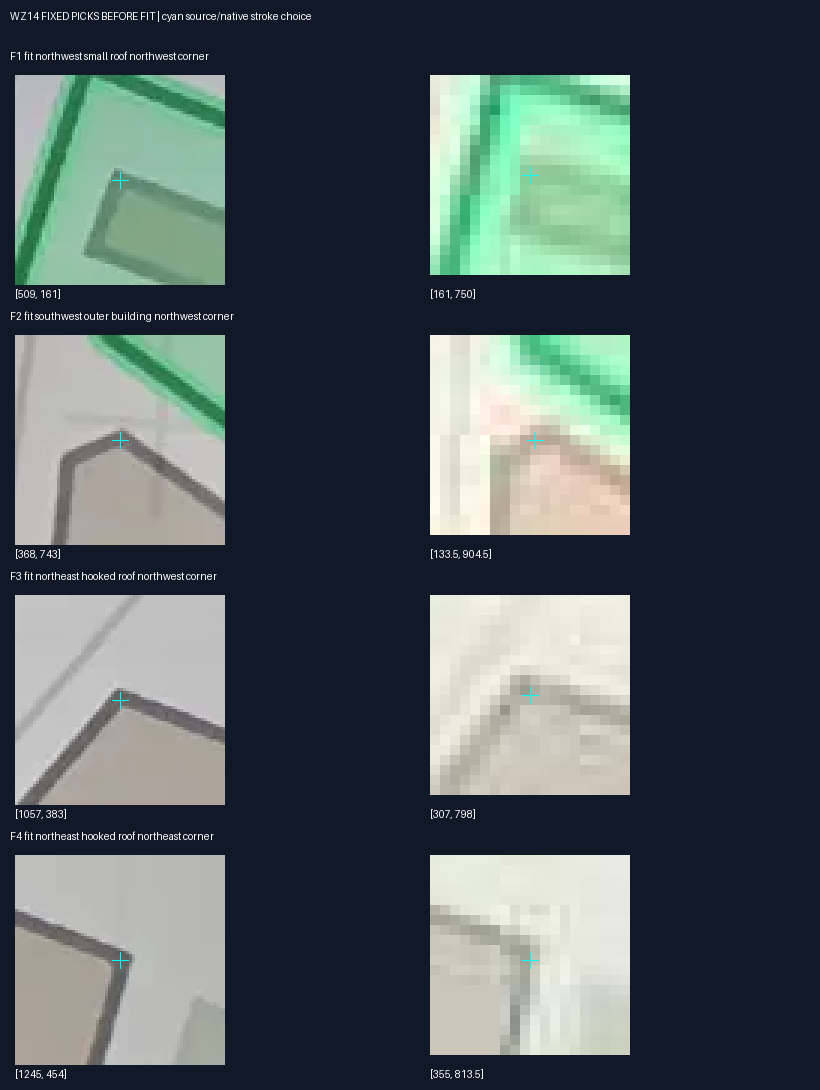 WZ14 FIXED PICKS BEFORE FIT | cyan source/native stroke choice
F1 fit northwest small roof northwest corner
[509, 161] [161, 750]
F2 fit southwest outer building northwest corner
[368, 743] [133.5, 904.5]
F3 fit northeast hooked roof northwest corner
[1057, 383] [307, 798]
F4 fit northeast hooked roof northeast corner
[1245, 454] [355, 813.5]